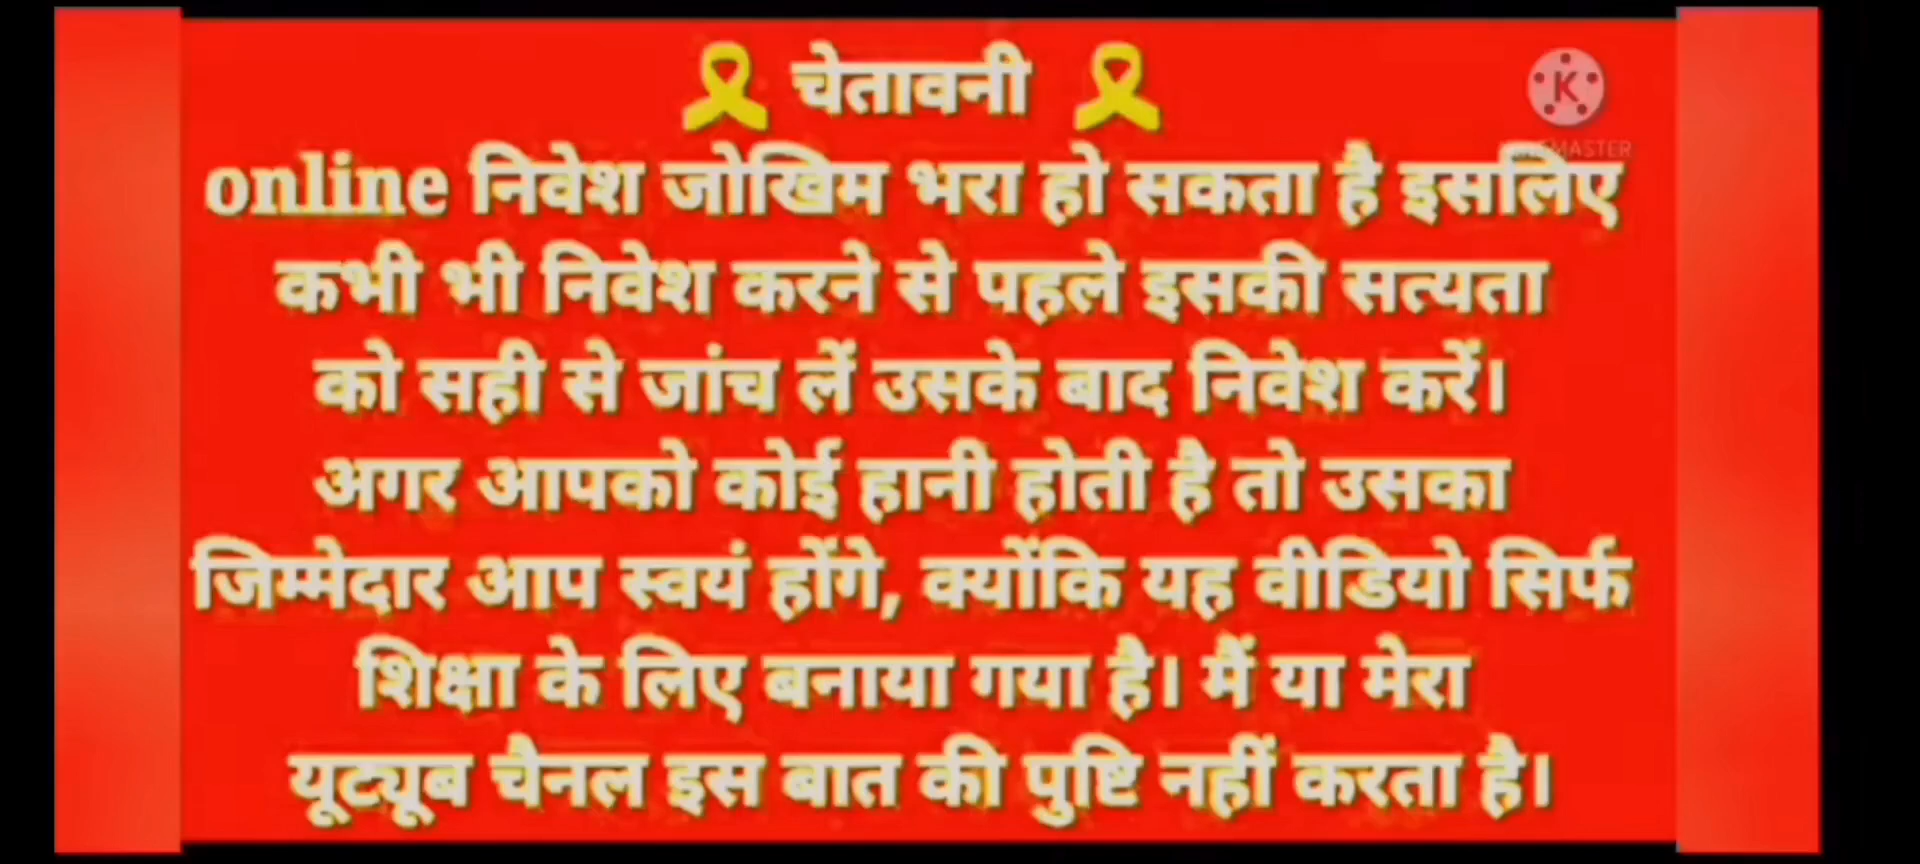 🎗 चेतावनी 🎗
K
KINEMASTER
online निवेश जोखिम भरा हो सकता है इसलिए
कभी भी निवेश करने से पहले इसकी सत्यता
को सही से जांच लें उसके बाद निवेश करें।
अगर आपको कोई हानी होती है तो उसका
जिम्मेदार आप स्वयं होंगे, क्योंकि यह वीडियो सिर्फ
शिक्षा के लिए बनाया गया है। मैं या मेरा
यूट्यूब चैनल इस बात की पुष्टि नहीं करता है।